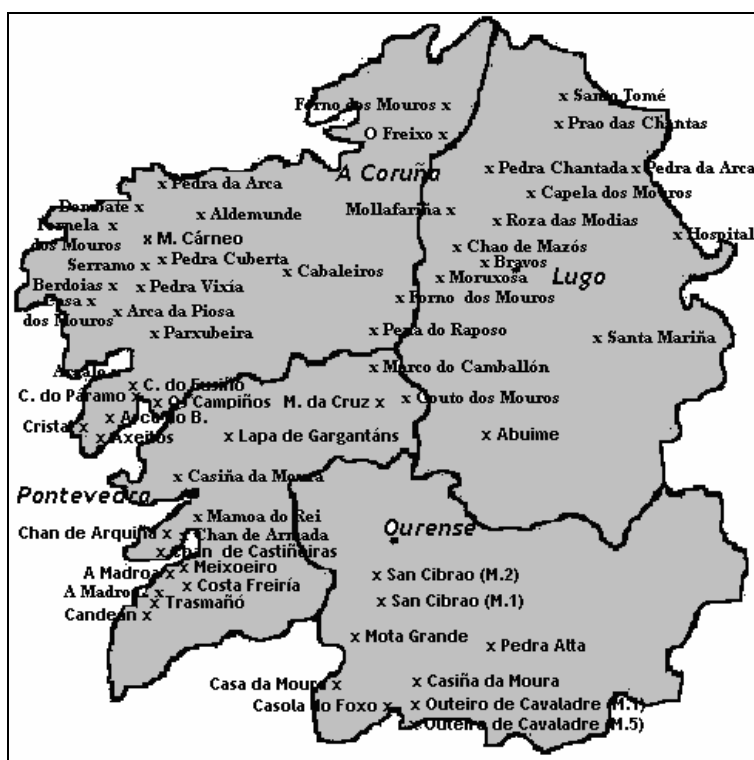 x Santo Tomé
Forno dos Mouros x
x Prao das Chantas
O Freixo x
x Pedra Chantada
x Pedra da Arca
A Coruña
x Pedra da Arca
x Capela dos Mouros
Dombate x
x Aldemunde
Mollafariña x
x Roza das Modias
Fornela x
dos Mouros
x M. Cárneo
x Hospital
x Chao de Mazós
Serramo x
x Pedra Cuberta
x Bravos
x Cabaleiros
x Moruxosa
Lugo
Berdoias x
x Pedra Vixía
Casa x
dos Mouros
x Forno dos Mouros
x Arca da Piosa
x Parxubeira
x Pena do Raposo
x Santa Mariña
Argalo x
x Marco do Camballón
x C. do
C. do Páramo x
x Os Campiños
M. da Cruz x
x Couto dos Mouros
x Arca do B.
Cristal x
x Axeitos
x Lapa de Gargantáns
x Abuime
x Casiña da Moura
Pontevedra
x Mamoa do Rei
Chan de Arquiña x
x Chan de Armada
Ourense
x Chan de Castiñeiras
x Meixoeiro
A Madroa x
x San Cibrao (M.2)
x Costa Freiría
A x
x Trasmañó
x San Cibrao (M.1)
Candeán x
x Mota Grande
x Pedra Atta
Casa da Moura x
x Casiña da Moura
Casola do Foxo x
x Outeiro de Cavaladre (M.1)
x Outeiro de Cavaladre (M.5)